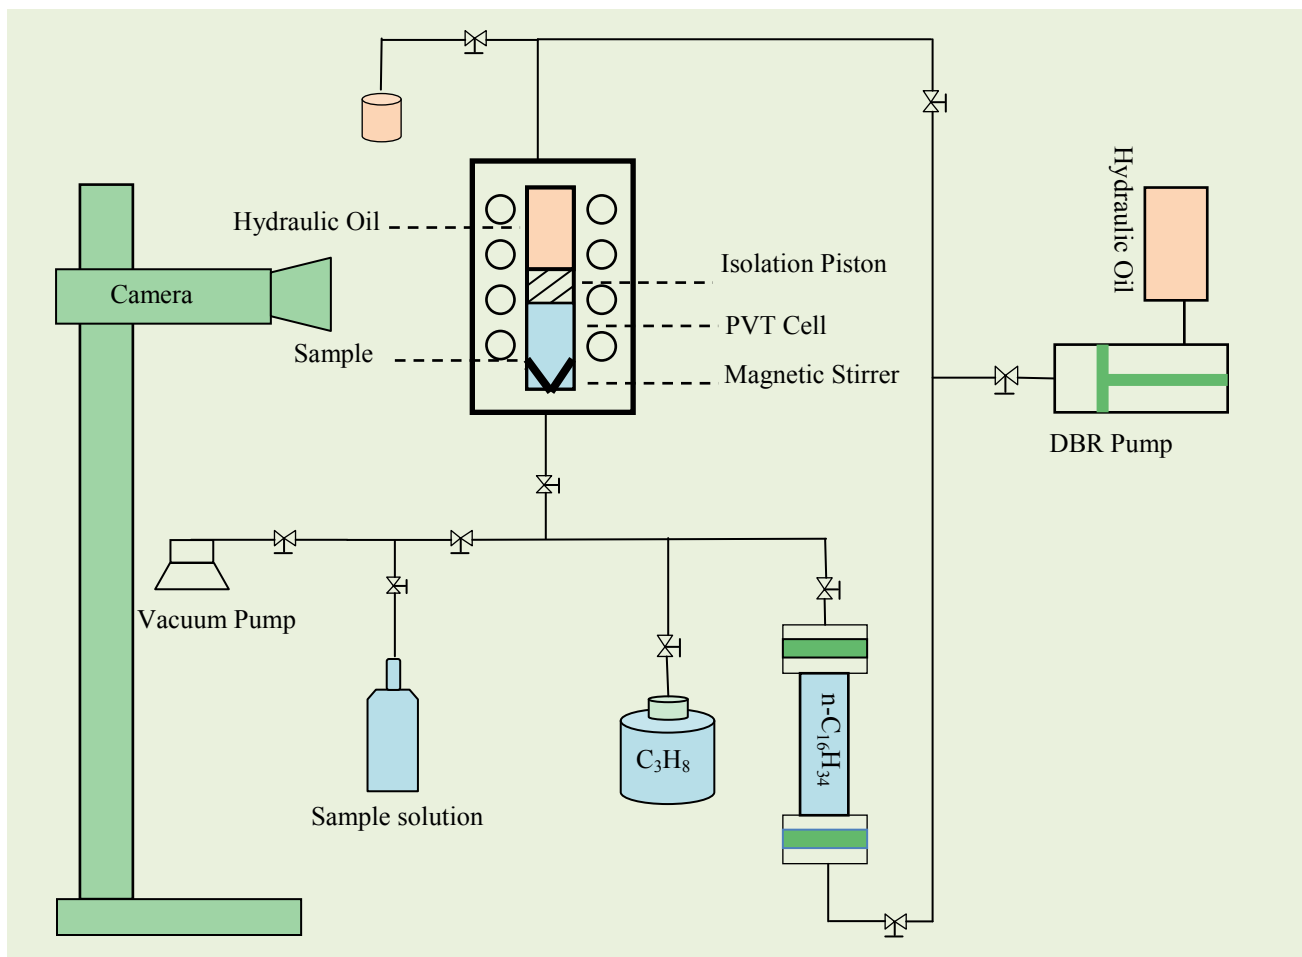 Hydraulic Oil
Hydraulic Oil
Isolation Piston
Camera
PVT Cell
Sample
Magnetic Stirrer
DBR Pump
Vacuum Pump
n-C₁₆H₃₄
C₃H₈
Sample solution